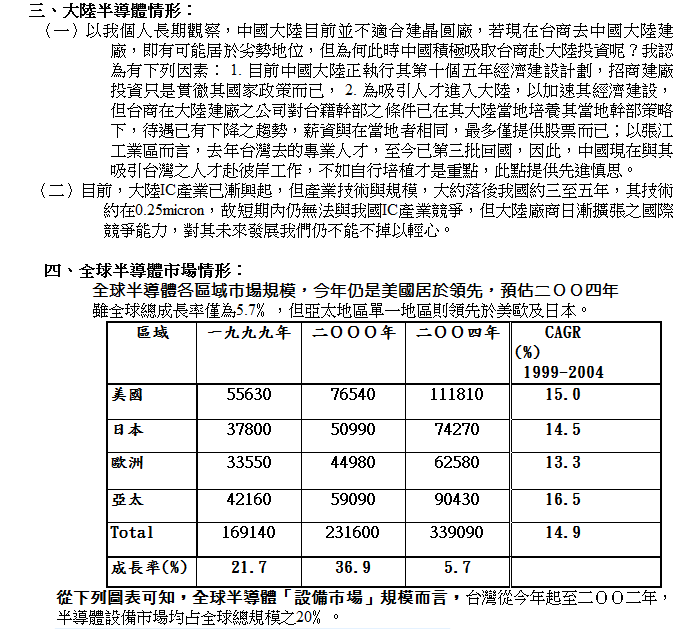 三、大陸半導體情形：
（一）以我個人長期觀察，中國大陸目前並不適合建晶圓廠，若現在台商去中國大陸建
廠，即有可能居於劣勢地位，但為何此時中國積極吸取台商赴大陸投資呢？我認
為有下列因素： 1. 目前中國大陸正執行其第十個五年經濟建設計劃，招商建廠
投資只是貫徹其國家政策而已， 2. 為吸引人才進入大陸，以加速其經濟建設，
但台商在大陸建廠之公司對台籍幹部之條件已在其大陸當地培養其當地幹部策略
下，待遇已有下降之趨勢，薪資與在當地者相同，最多僅提供股票而已；以張江
工業區而言，去年台灣去的專業人才，至今已第三批回國，因此，中國現在與其
吸引台灣之人才赴彼岸工作，不如自行培植才是重點，此點提供先進慎思。
（二）目前，大陸IC產業已漸興起，但產業技術與規模，大約落後我國約三至五年，其技術
約在0.25micron，故短期內仍無法與我國IC產業競爭，但大陸廠商日漸擴張之國際
競爭能力，對其未來發展我們仍不能不掉以輕心。
四、全球半導體市場情形：
全球半導體各區域市場規模，今年仍是美國居於領先，預估二○○四年
雖全球總成長率僅為5.7% ，但亞太地區單一地區則領先於美歐及日本。
區域 一九九九年 二○○○年 二○○四年 CAGR
(%)
1999-2004
美國 55630 76540 111810 15.0
日本 37800 50990 74270 14.5
歐洲 33550 44980 62580 13.3
亞太 42160 59090 90430 16.5
Total 169140 231600 339090 14.9
成長率(%) 21.7 36.9 5.7
從下列圖表可知，全球半導體「設備市場」規模而言，台灣從今年起至二○○二年，
半導體設備市場均占全球總規模之20% 。